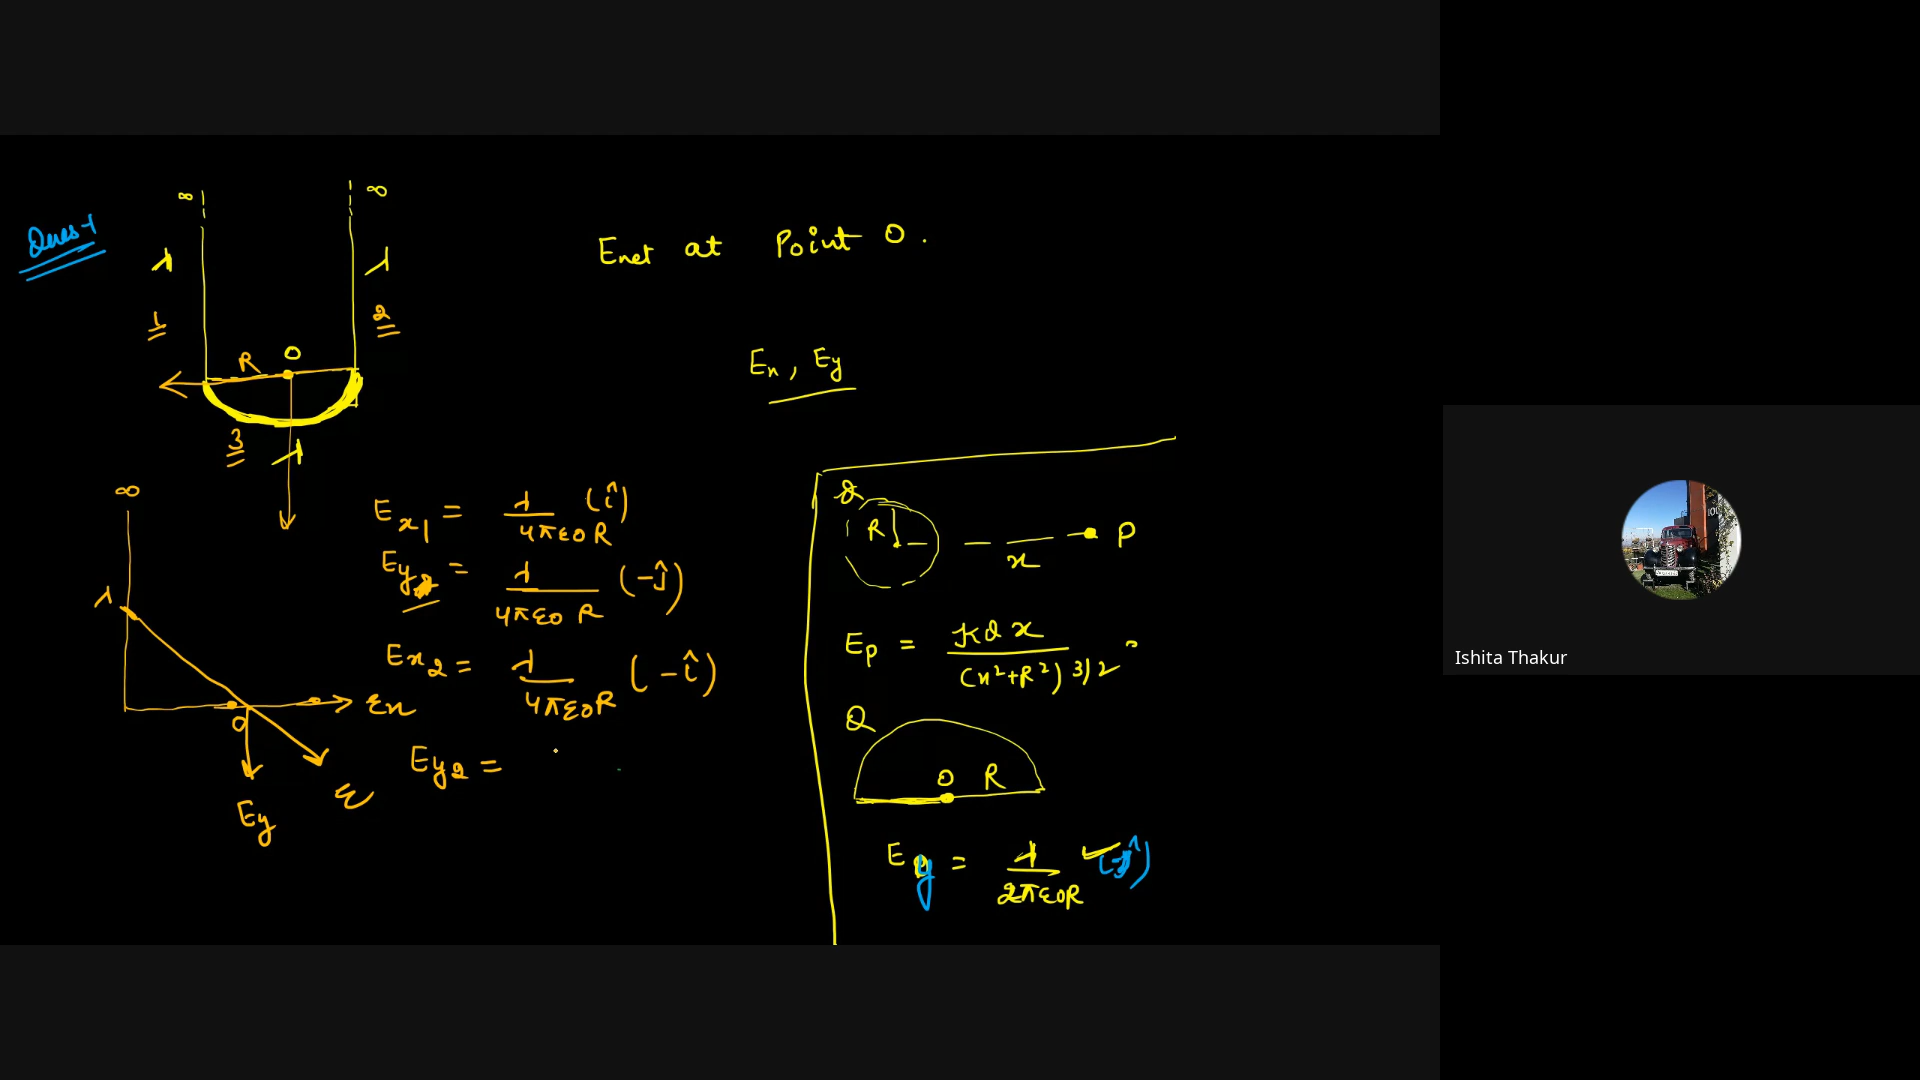 Ques-1
∞ ∞
λ λ
1 2
R O
3 λ
Enet at Point O.
Ex, Ey
∞
λ
O Ex
Ey E
Ex1 = λ/4πε0R (î)
Ey = λ/4πε0R (-ĵ)
Ex2 = λ/4πε0R (-î)
Ey2 =
Q
R x P
Ep = KQx/(x²+R²)3/2
Q
O R
Ey = λ/2πε0R (-ĵ)
Ishita Thakur